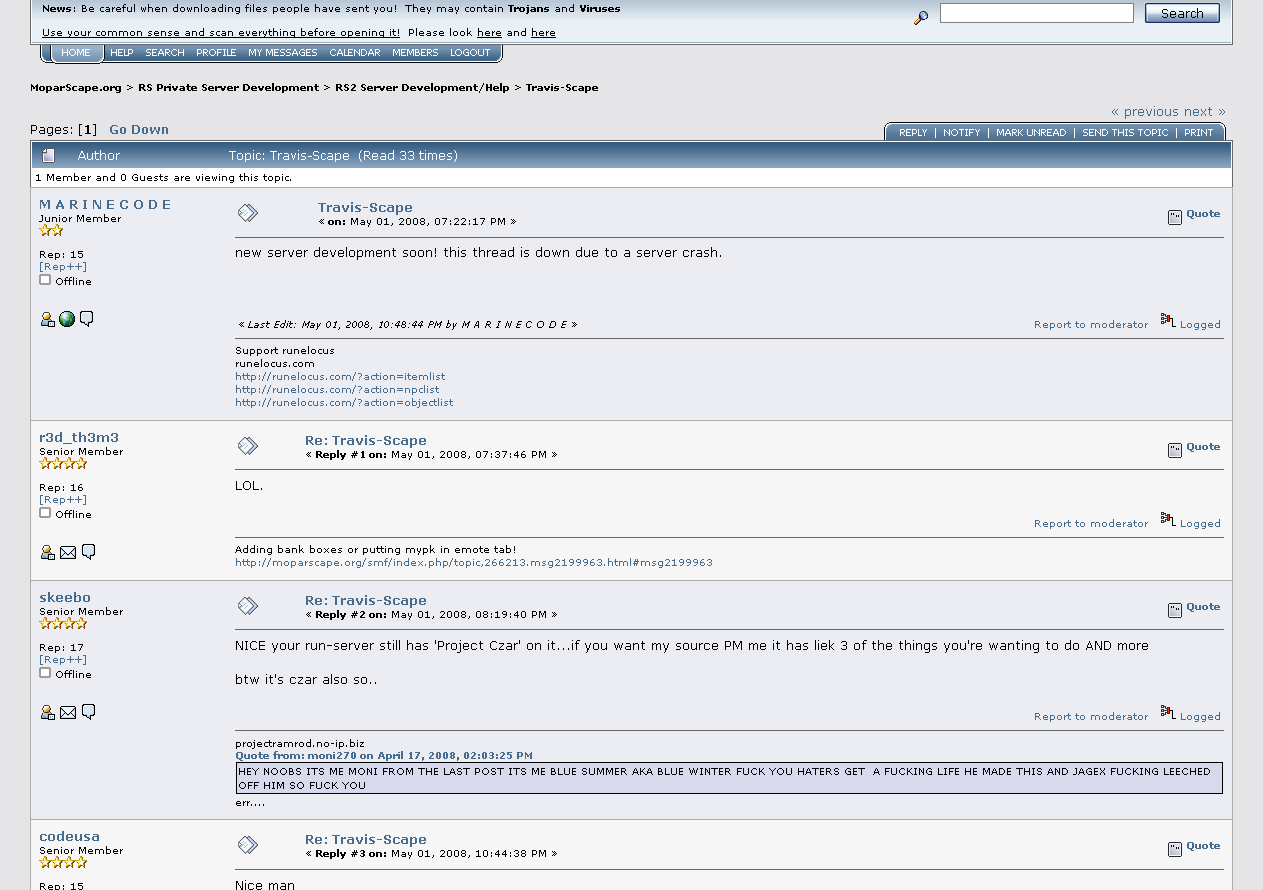 News: Be careful when downloading files people have sent you! They may contain Trojans and Viruses
Search
Use your common sense and scan everything before opening it! Please look here and here
HOME HELP SEARCH PROFILE MY MESSAGES CALENDAR MEMBERS LOGOUT
MoparScape.org > RS Private Server Development > RS2 Server Development/Help > Travis-Scape
« previous next »
Pages: [1] Go Down
REPLY | NOTIFY | MARK UNREAD | SEND THIS TOPIC | PRINT
Author Topic: Travis-Scape (Read 33 times)
1 Member and 0 Guests are viewing this topic.
M A R I N E C O D E
Junior Member
Rep: 15
[Rep++]
Offline
Travis-Scape
« on: May 01, 2008, 07:22:17 PM »
Quote
new server development soon! this thread is down due to a server crash.
« Last Edit: May 01, 2008, 10:48:44 PM by M A R I N E C O D E »
Report to moderator Logged
Support runelocus
runelocus.com
http://runelocus.com/?action=itemlist
http://runelocus.com/?action=npclist
http://runelocus.com/?action=objectlist
r3d_th3m3
Senior Member
Rep: 16
[Rep++]
Offline
Re: Travis-Scape
« Reply #1 on: May 01, 2008, 07:37:46 PM »
Quote
LOL.
Report to moderator Logged
Adding bank boxes or putting mypk in emote tab!
http://moparscape.org/smf/index.php/topic,266213.msg2199963.html#msg2199963
skeebo
Senior Member
Rep: 17
[Rep++]
Offline
Re: Travis-Scape
« Reply #2 on: May 01, 2008, 08:19:40 PM »
Quote
NICE your run-server still has 'Project Czar' on it...if you want my source PM me it has liek 3 of the things you're wanting to do AND more
btw it's czar also so..
Report to moderator Logged
projectramrod.no-ip.biz
Quote from: moni270 on April 17, 2008, 02:03:25 PM
HEY NOOBS ITS ME MONI FROM THE LAST POST ITS ME BLUE SUMMER AKA BLUE WINTER FUCK YOU HATERS GET A FUCKING LIFE HE MADE THIS AND JAGEX FUCKING LEECHED
OFF HIM SO FUCK YOU
err....
codeusa
Senior Member
Rep: 15
Re: Travis-Scape
« Reply #3 on: May 01, 2008, 10:44:38 PM »
Quote
Nice man